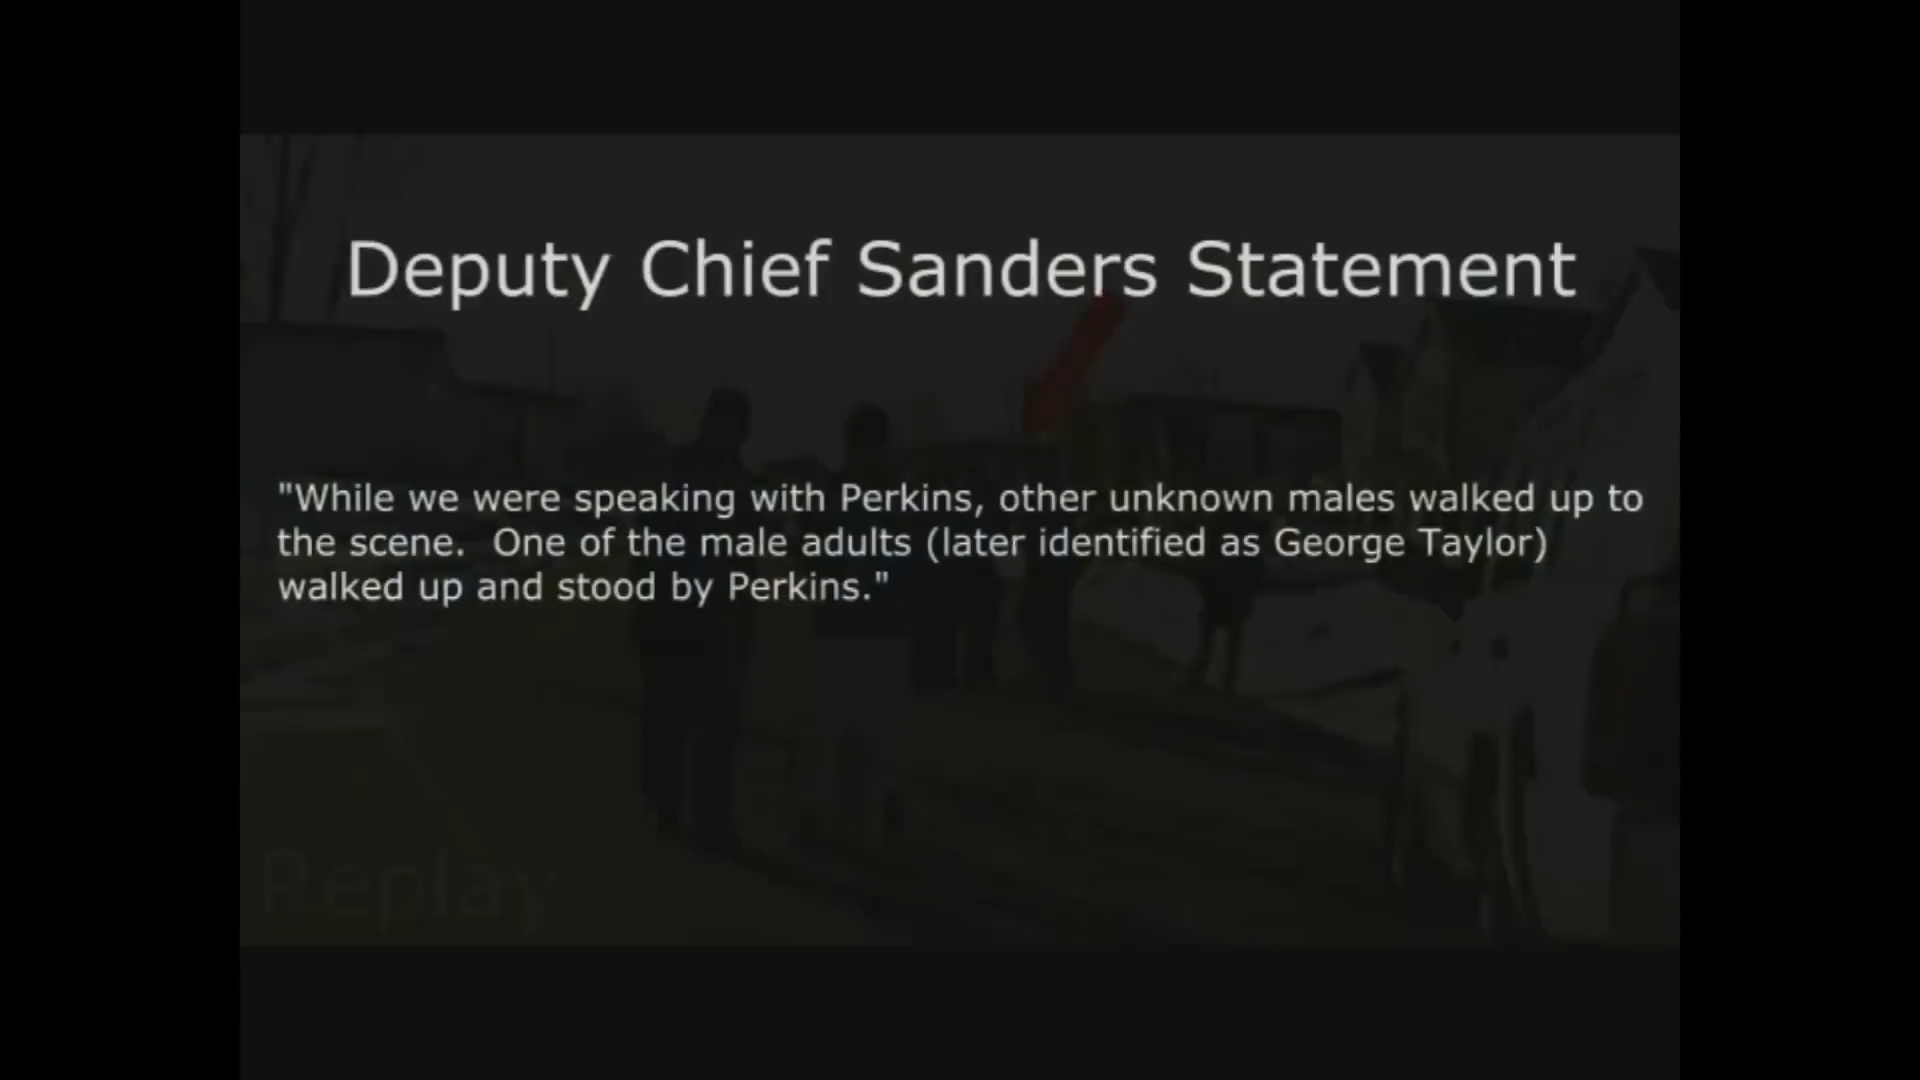 Deputy Chief Sanders Statement
"While we were speaking with Perkins, other unknown males walked up to
the scene.  One of the male adults (later identified as George Taylor)
walked up and stood by Perkins."
Replay